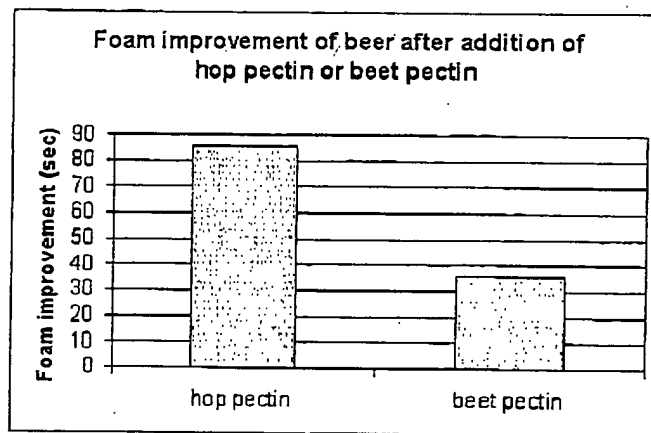 Foam improvement of beer after addition of
hop pectin or beet pectin
Foam improvement (sec)
90
80
70
60
50
40
30
20
10
0
hop pectin
beet pectin